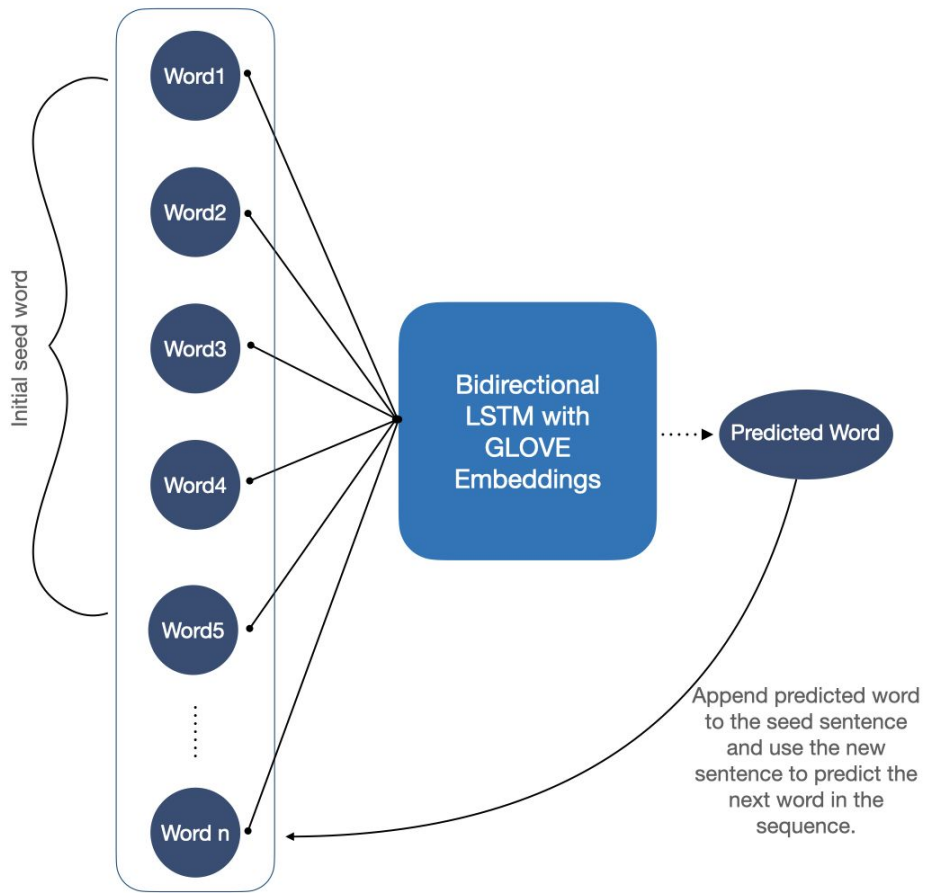 Initial seed word
Word1
Word2
Word3
Word4
Word5
Word n
Bidirectional
LSTM with
GLOVE
Embeddings
Predicted Word
Append predicted word
to the seed sentence
and use the new
sentence to predict the
next word in the
sequence.